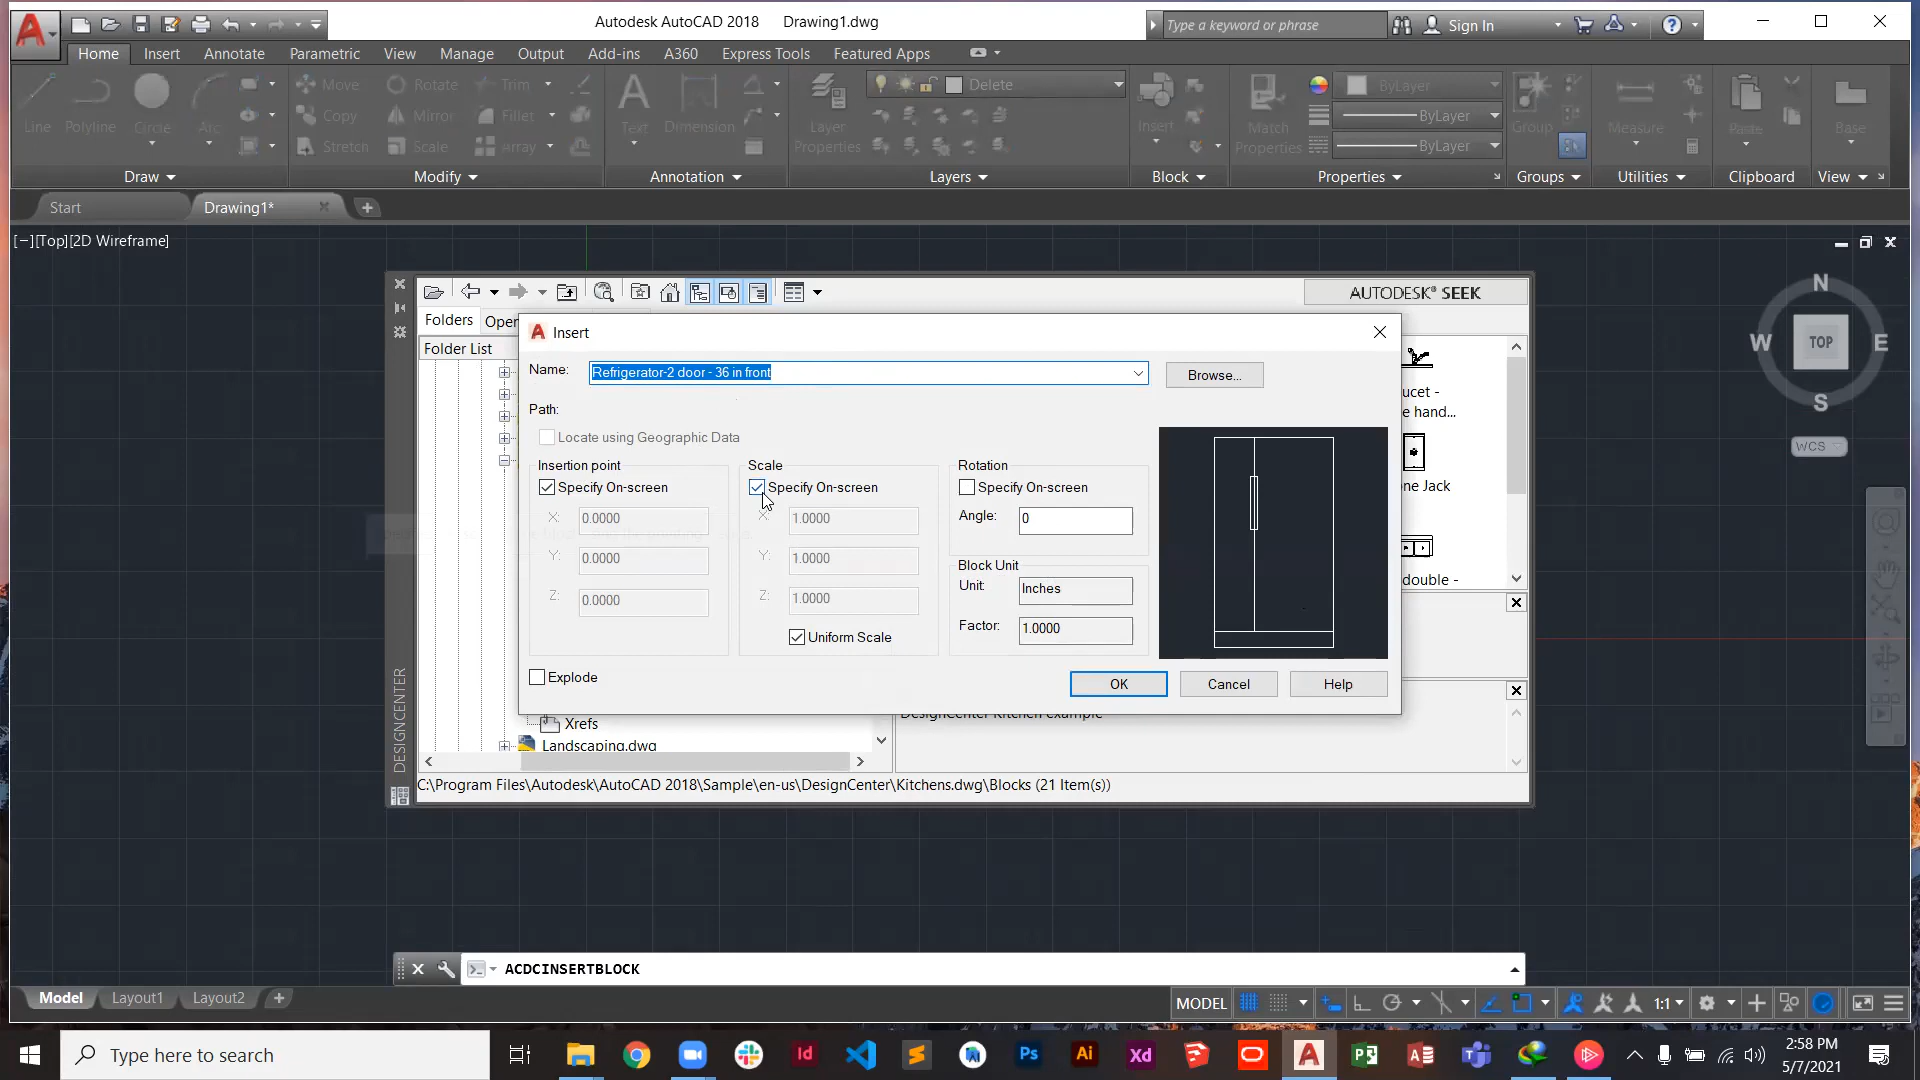 Autodesk AutoCAD 2018 Drawing1.dwg
Type a keyword or phrase
Sign In
Home Insert Annotate Parametric View Manage Output Add-ins A360 Express Tools Featured Apps
Line Polyline Circle Arc
Move Rotate Trim
Copy Mirror Fillet
Stretch Scale Array
Text Dimension
Layer
Properties
Delete
Insert
Match
Properties
ByLayer
ByLayer
ByLayer
Group
Measure
Paste
Base
Draw Modify Annotation Layers Block Properties Groups Utilities Clipboard View
Start Drawing1*
[−][Top][2D Wireframe]
N
W TOP E
S
WCS
AUTODESK® SEEK
Folders Open
Folder List
Insert
Name: Refrigerator-2 door - 36 in front Browse...
Path:
Locate using Geographic Data
Insertion point Scale Rotation
Specify On-screen Specify On-screen Specify On-screen
X: 0.0000 X: 1.0000 Angle: 0
Y: 0.0000 Y: 1.0000
Block Unit
Unit: Inches
Z: 0.0000 Z: 1.0000
Factor: 1.0000
Uniform Scale
Explode
OK Cancel Help
ucet -
e hand...
ne Jack
double -
Xrefs
Landscaping.dwg
DesignCenter Kitchen example
C:\Program Files\Autodesk\AutoCAD 2018\Sample\en-us\DesignCenter\Kitchens.dwg\Blocks (21 Item(s))
DESIGNCENTER
ACDCINSERTBLOCK
Model Layout1 Layout2
MODEL 1:1
Type here to search
2:58 PM
5/7/2021